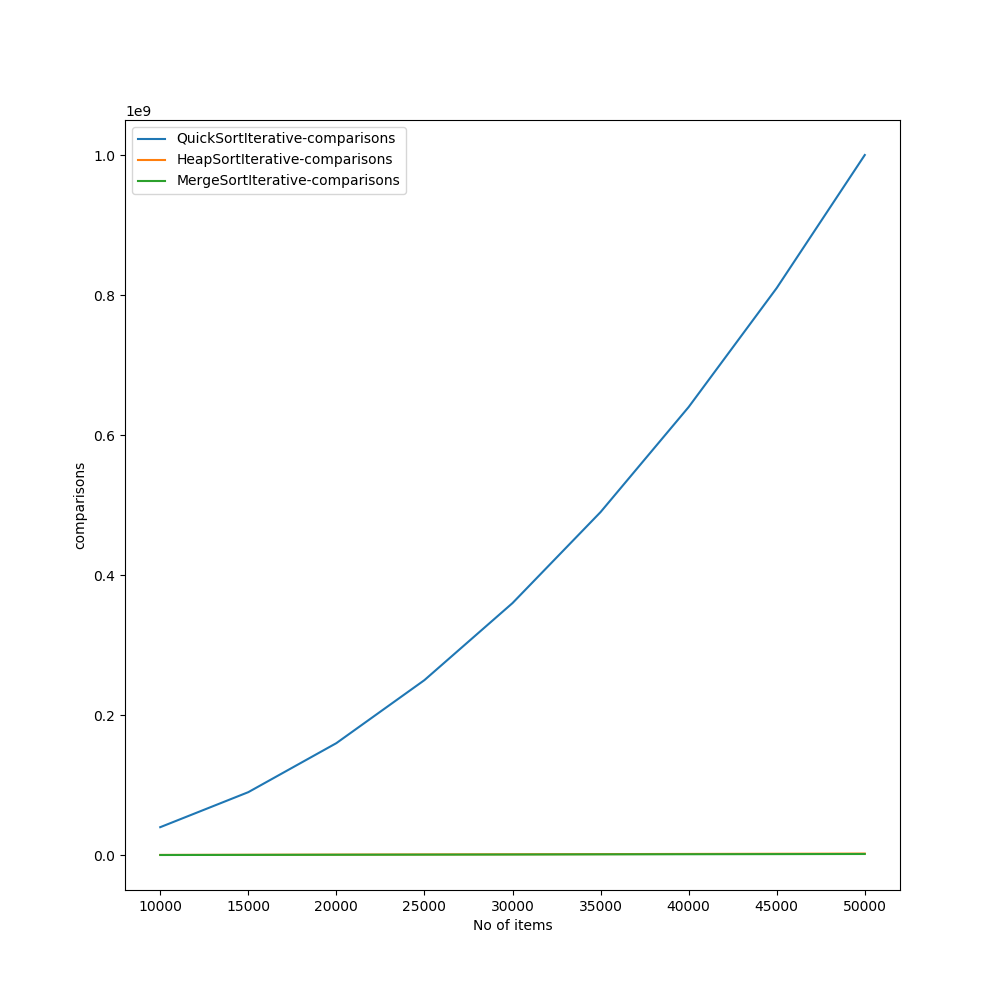 1e9
QuickSortIterative-comparisons
HeapSortIterative-comparisons
MergeSortIterative-comparisons
1.0
0.8
0.6
0.4
0.2
0.0
comparisons
10000 15000 20000 25000 30000 35000 40000 45000 50000
No of items